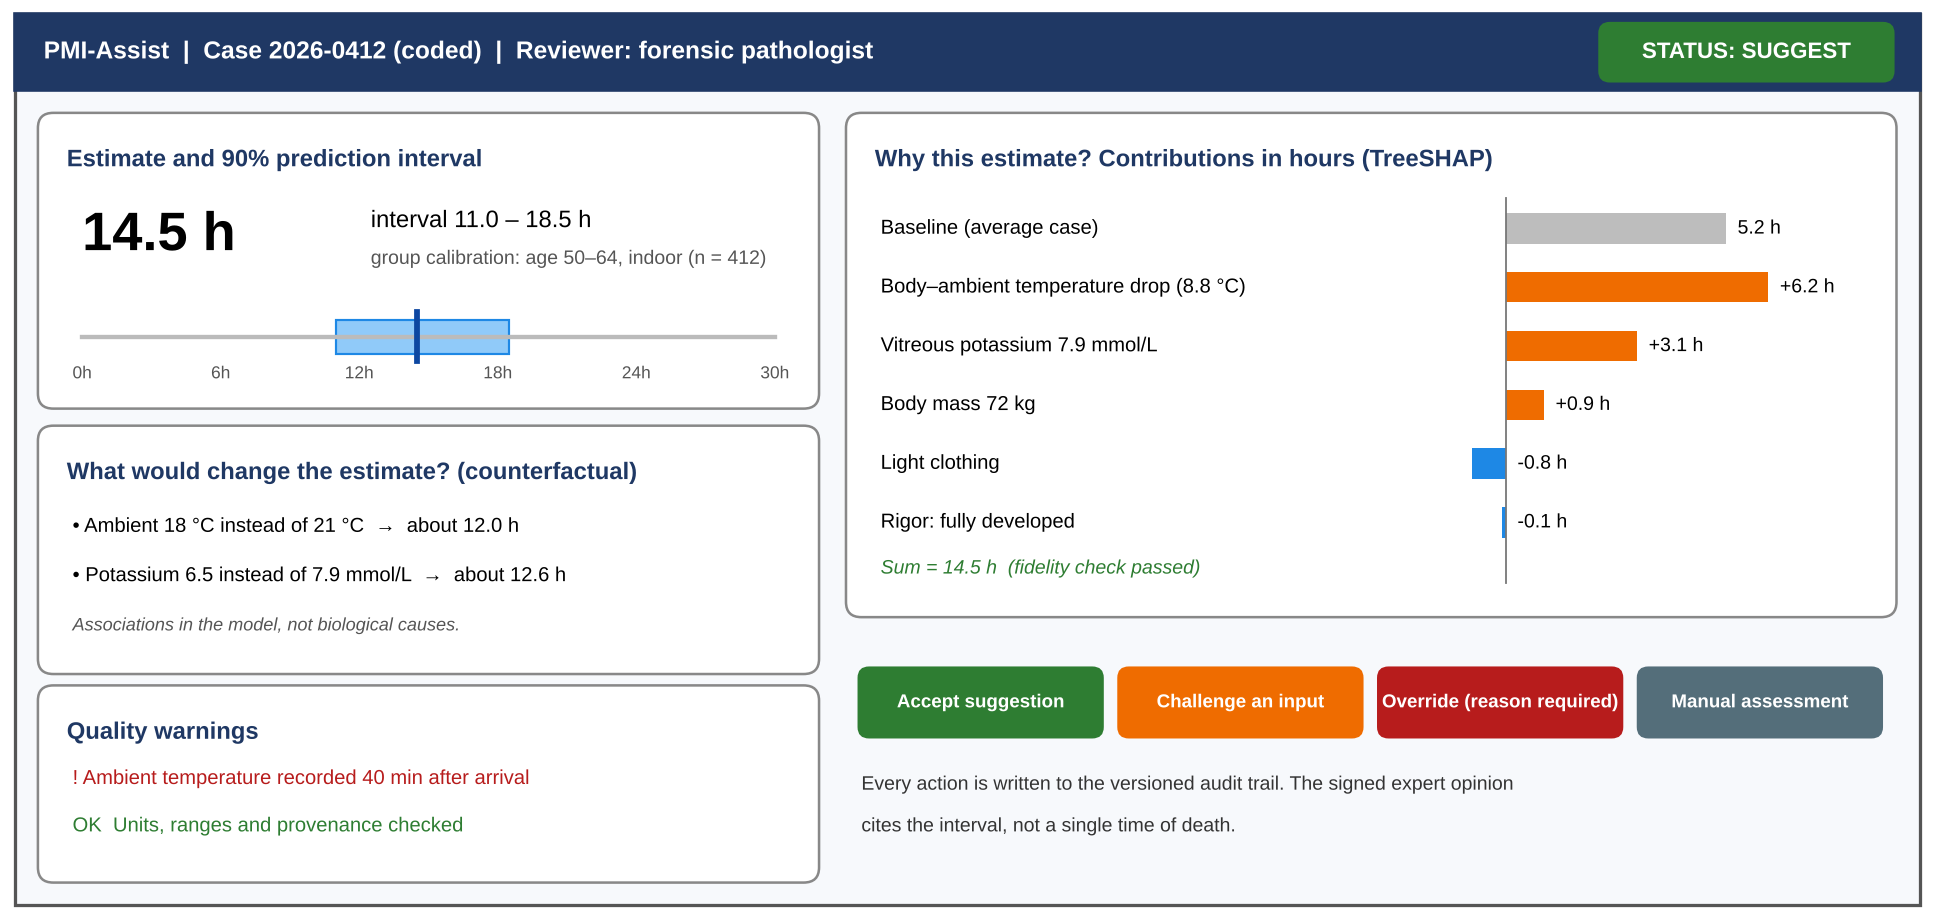 PMI-Assist | Case 2026-0412 (coded) | Reviewer: forensic pathologist
STATUS: SUGGEST
Estimate and 90% prediction interval
14.5 h
interval 11.0 – 18.5 h
group calibration: age 50–64, indoor (n = 412)
0h 6h 12h 18h 24h 30h
What would change the estimate? (counterfactual)
• Ambient 18 °C instead of 21 °C → about 12.0 h
• Potassium 6.5 instead of 7.9 mmol/L → about 12.6 h
Associations in the model, not biological causes.
Quality warnings
! Ambient temperature recorded 40 min after arrival
OK Units, ranges and provenance checked
Why this estimate? Contributions in hours (TreeSHAP)
Baseline (average case) 5.2 h
Body–ambient temperature drop (8.8 °C) +6.2 h
Vitreous potassium 7.9 mmol/L +3.1 h
Body mass 72 kg +0.9 h
Light clothing -0.8 h
Rigor: fully developed -0.1 h
Sum = 14.5 h (fidelity check passed)
Accept suggestion
Challenge an input
Override (reason required)
Manual assessment
Every action is written to the versioned audit trail. The signed expert opinion
cites the interval, not a single time of death.